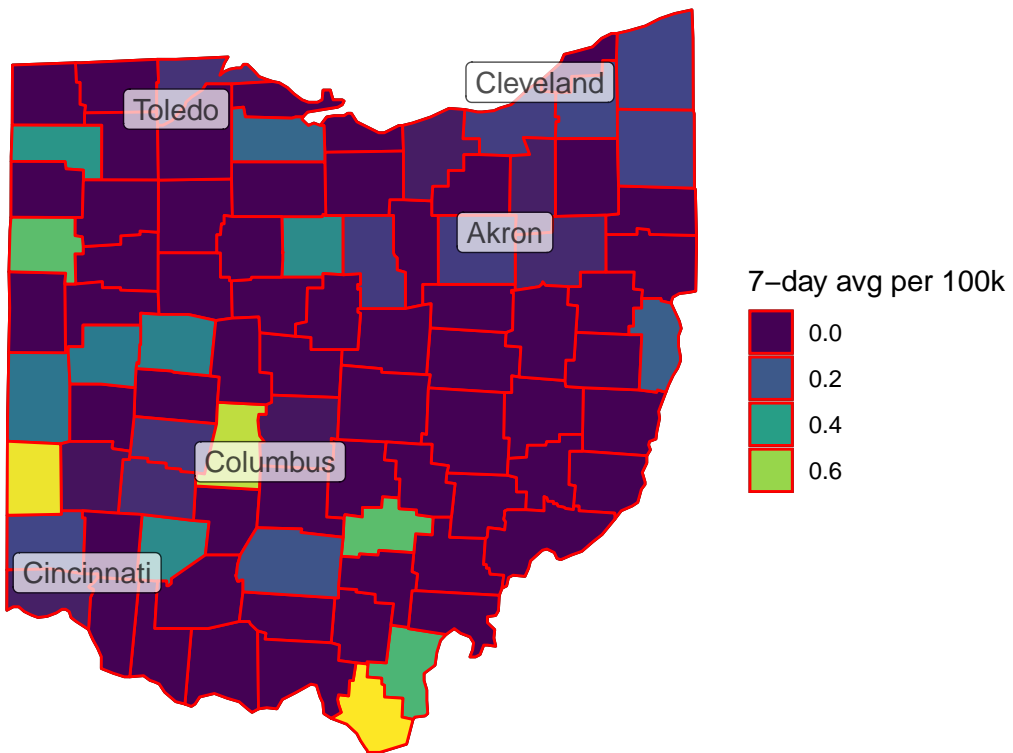 Cleveland
Toledo
Akron
7−day avg per 100k
0.0
0.2
0.4
0.6
Columbus
Cincinnati